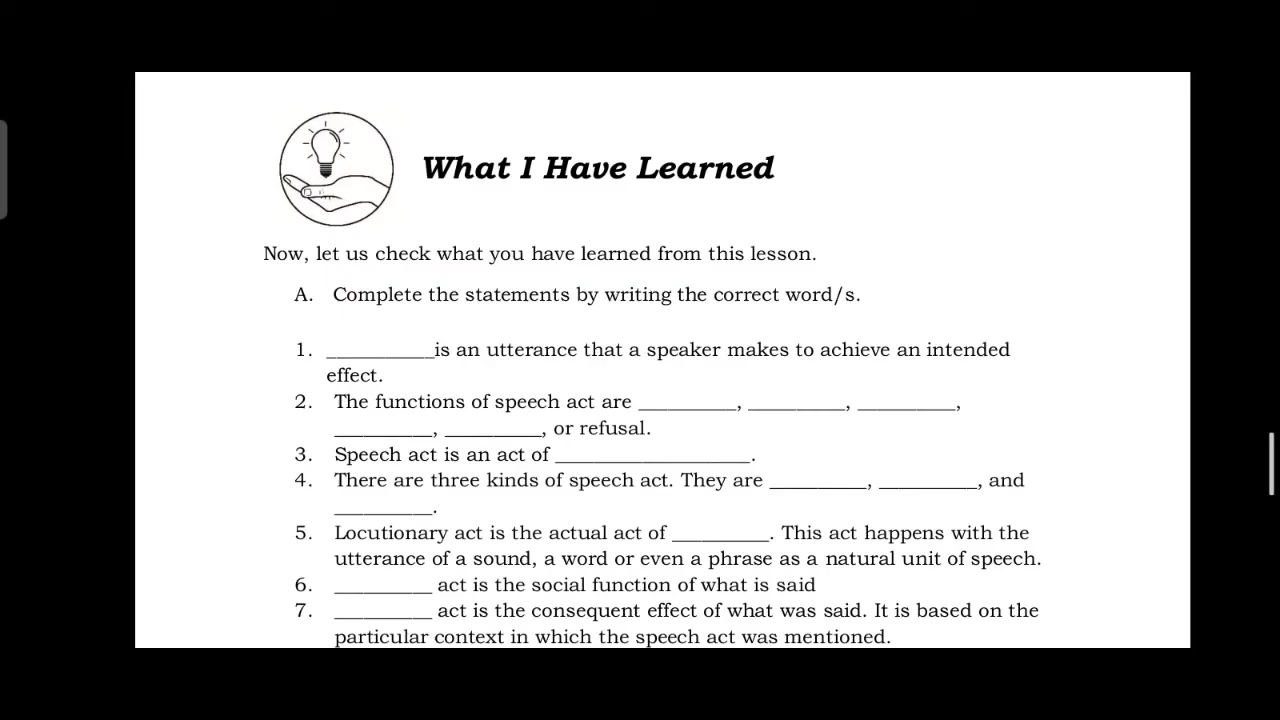 What I Have Learned
Now, let us check what you have learned from this lesson.
A. Complete the statements by writing the correct word/s.
1. ___________is an utterance that a speaker makes to achieve an intended
effect.
2. The functions of speech act are __________, __________, __________,
__________, __________, or refusal.
3. Speech act is an act of ____________________.
4. There are three kinds of speech act. They are __________, __________, and
__________.
5. Locutionary act is the actual act of __________. This act happens with the
utterance of a sound, a word or even a phrase as a natural unit of speech.
6. __________ act is the social function of what is said
7. __________ act is the consequent effect of what was said. It is based on the
particular context in which the speech act was mentioned.